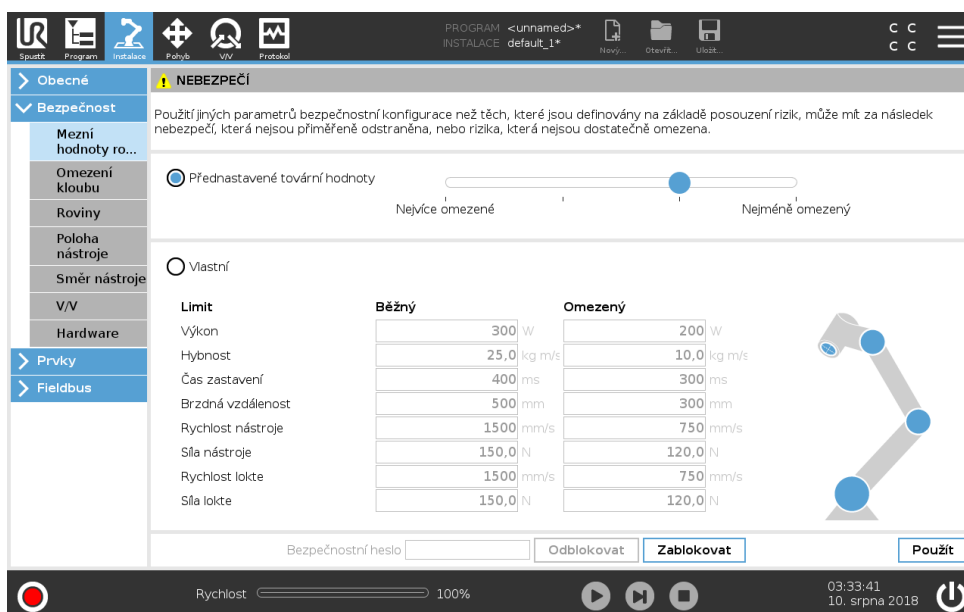 UR
PROGRAM <unnamed>*
INSTALACE default_1*
C C
C C
Spustit Program Instalace Pohyb V/V Protokol
Nový... Otevřít... Uložit...
Obecné
Bezpečnost
Mezní
hodnoty ro...
Omezení
kloubu
Roviny
Poloha
nástroje
Směr nástroje
V/V
Hardware
Prvky
Fieldbus
NEBEZPEČÍ
Použití jiných parametrů bezpečnostní konfigurace než těch, které jsou definovány na základě posouzení rizik, může mít za následek
nebezpečí, která nejsou přiměřeně odstraněna, nebo rizika, která nejsou dostatečně omezena.
Přednastavené tovární hodnoty
Nejvíce omezené Nejméně omezený
Vlastní
Limit Běžný Omezený
Výkon 300 W 200 W
Hybnost 25,0 kg m/s 10,0 kg m/s
Čas zastavení 400 ms 300 ms
Brzdná vzdálenost 500 mm 300 mm
Rychlost nástroje 1500 mm/s 750 mm/s
Síla nástroje 150,0 N 120,0 N
Rychlost lokte 1500 mm/s 750 mm/s
Síla lokte 150,0 N 120,0 N
Bezpečnostní heslo Odblokovat Zablokovat Použít
Rychlost 100%
03:33:41
10. srpna 2018